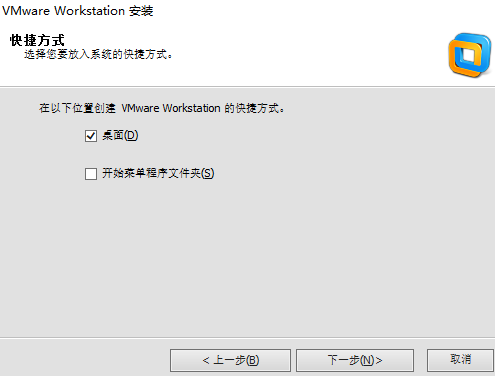 VMware Workstation 安装
快捷方式
选择您要放入系统的快捷方式。
在以下位置创建 VMware Workstation 的快捷方式。
桌面(D)
开始菜单程序文件夹(S)
< 上一步(B) 下一步(N)> 取消